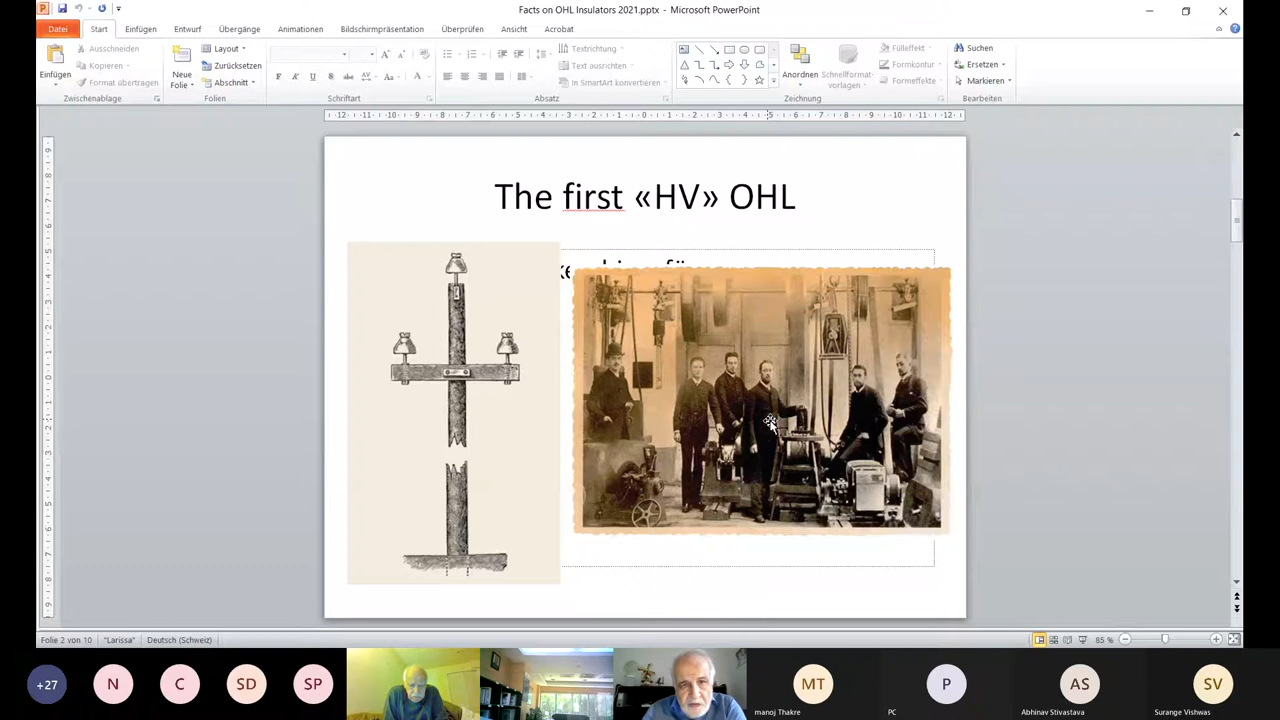 Facts on OHL Insulators 2021.pptx - Microsoft PowerPoint
Datei
Start
Einfügen
Entwurf
Übergänge
Animationen
Bildschirmpräsentation
Überprüfen
Ansicht
Acrobat
Einfügen
Ausschneiden
Kopieren
Format übertragen
Zwischenablage
Neue
Folie
Layout
Zurücksetzen
Abschnitt
Folien
Schriftart
Textrichtung
Text ausrichten
In SmartArt konvertieren
Absatz
Anordnen
Schnellformat-
vorlagen
Fülleffekt
Formkontur
Formeffekte
Zeichnung
Suchen
Ersetzen
Markieren
Bearbeiten
The first «HV» OHL
Folie 2 von 10
"Larissa"
Deutsch (Schweiz)
85 %
+27
N
C
SD
SP
MT
manoj Thakre
P
PC
AS
Abhinav Stivastava
SV
Surange Vishwas